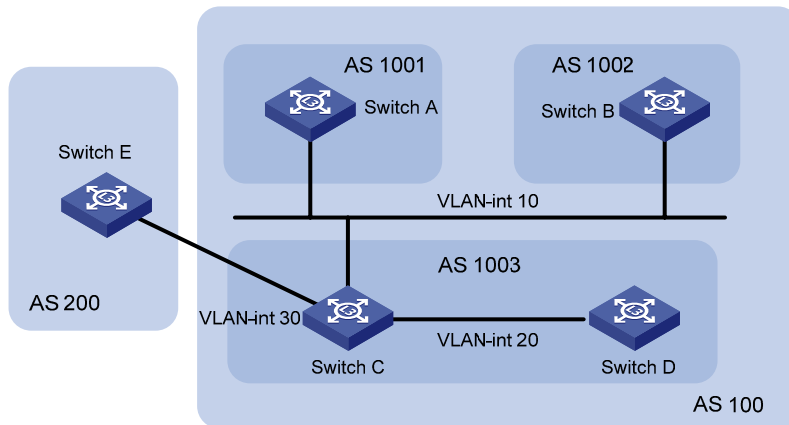 AS 1001
AS 1002
Switch A
Switch B
Switch E
VLAN-int 10
AS 1003
AS 200
VLAN-int 30
VLAN-int 20
Switch C
Switch D
AS 100